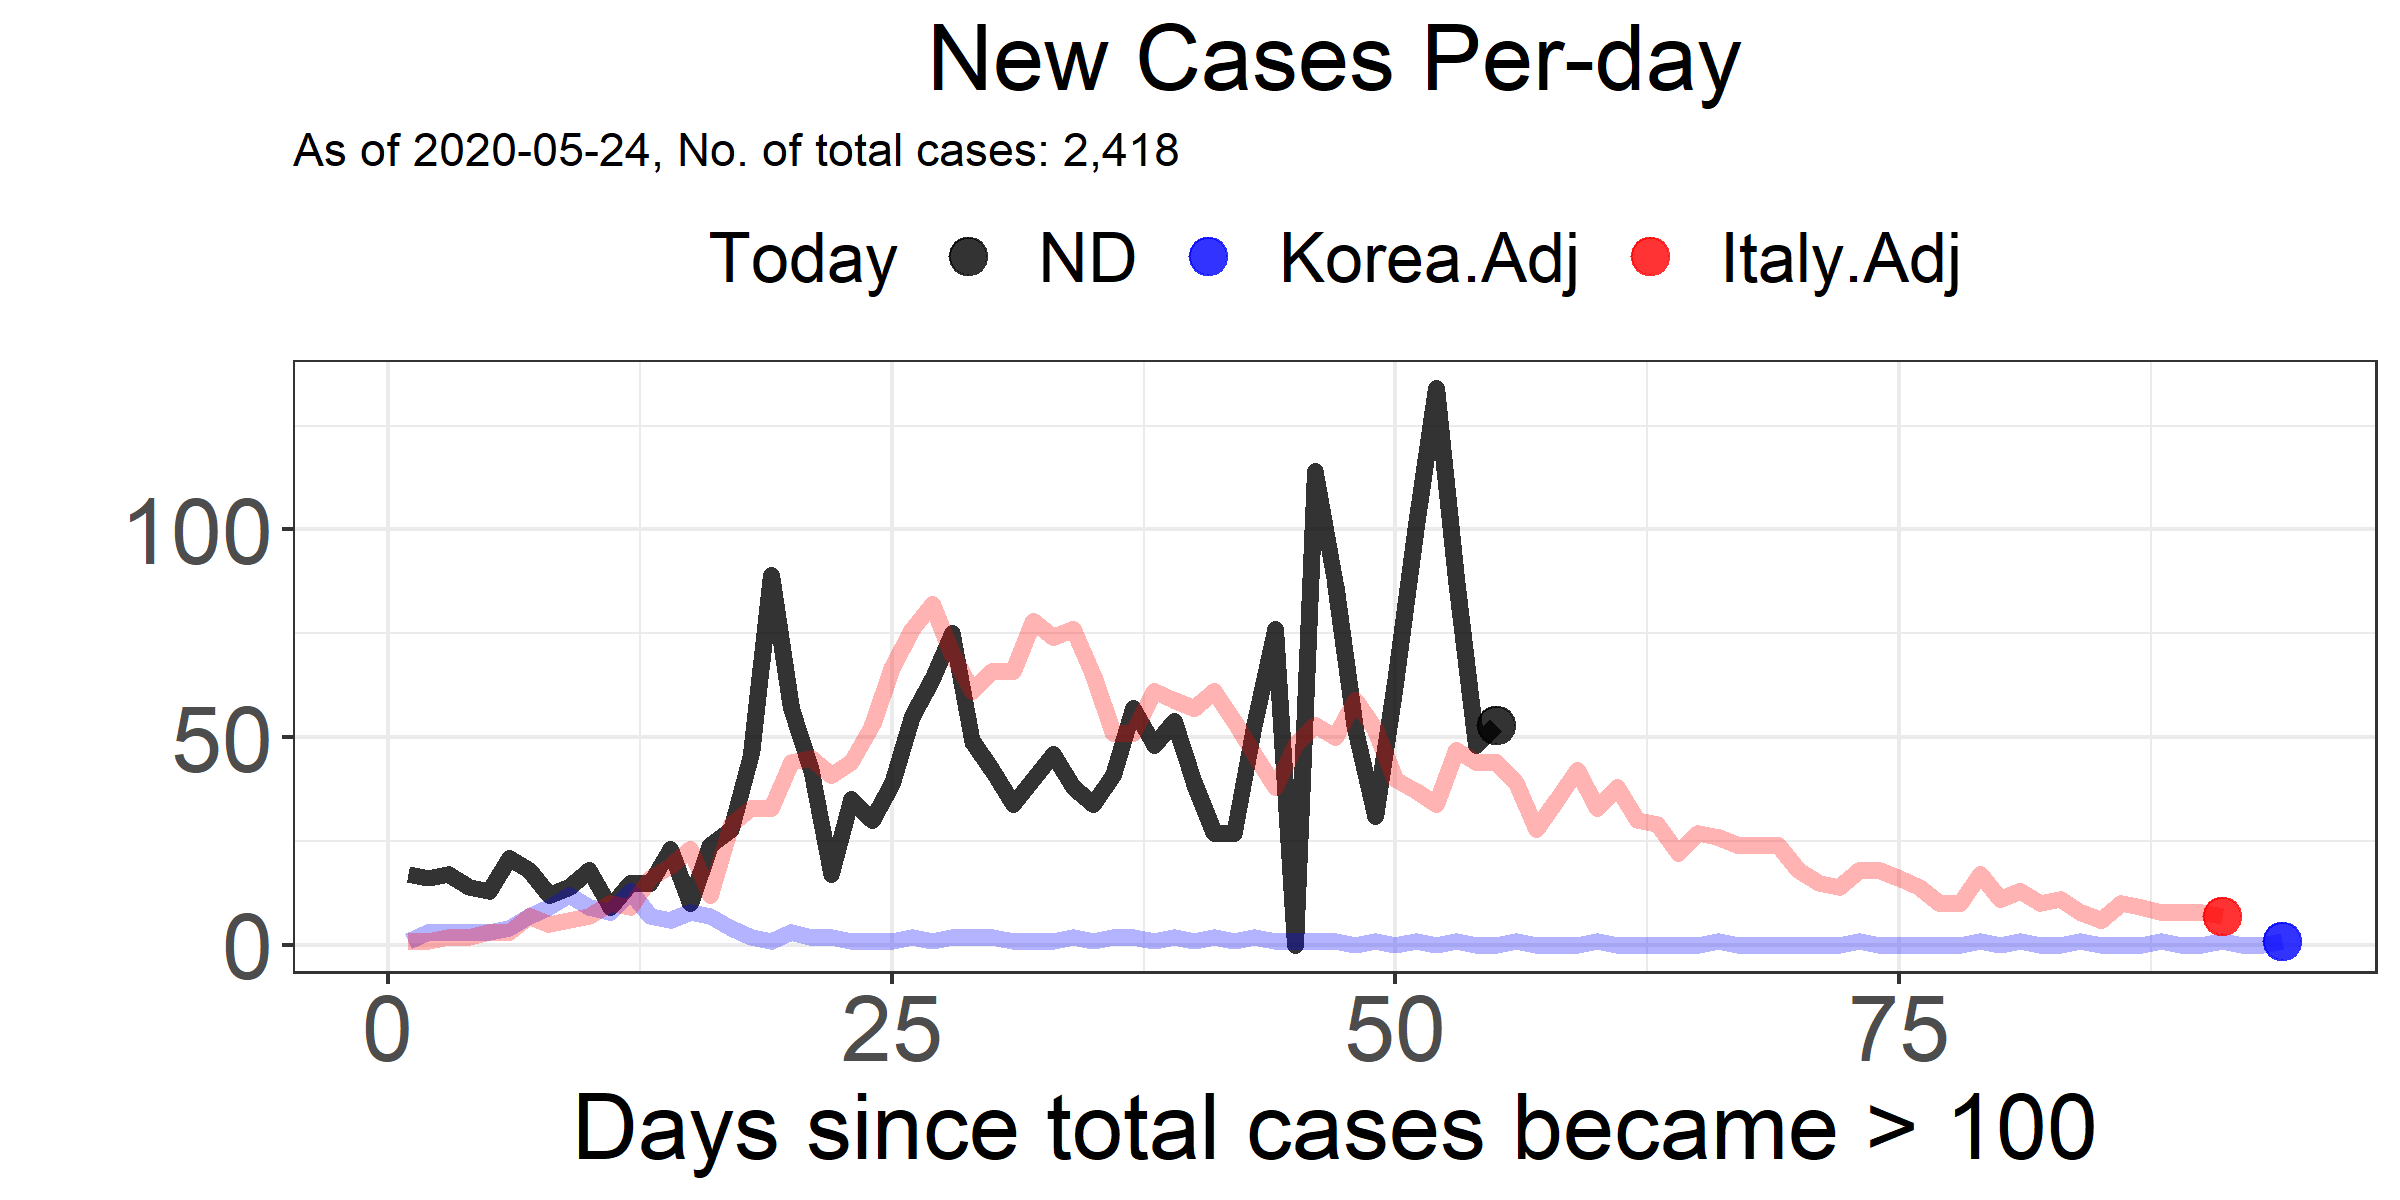 New Cases Per-day
As of 2020-05-24, No. of total cases: 2,418
Today ND Korea.Adj Italy.Adj
100
50
0
0 25 50 75
Days since total cases became > 100